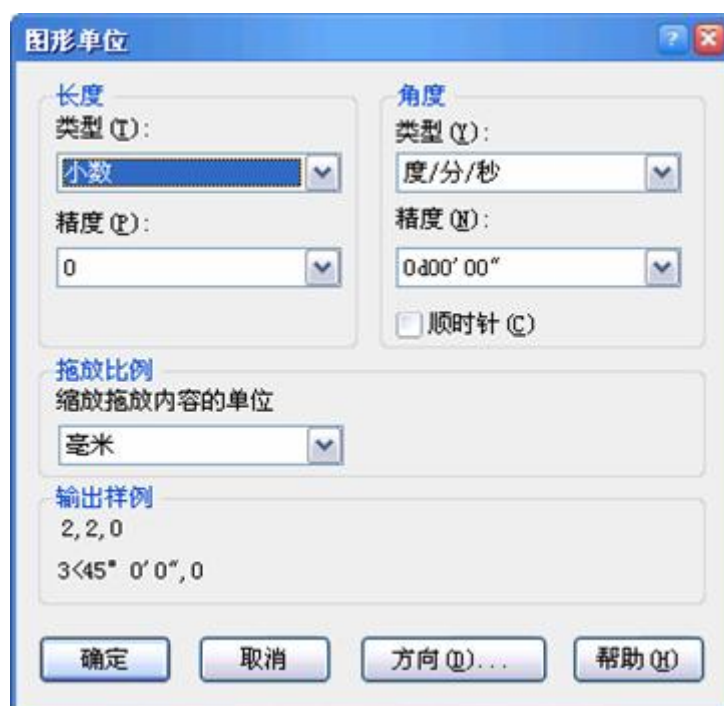 图形单位
长度
类型(T):
小数
精度(P):
0
角度
类型(Y):
度/分/秒
精度(N):
0d00'00"
顺时针(C)
拖放比例
缩放拖放内容的单位
毫米
输出样例
2,2,0
3<45° 0'0",0
确定 取消 方向(D)... 帮助(H)